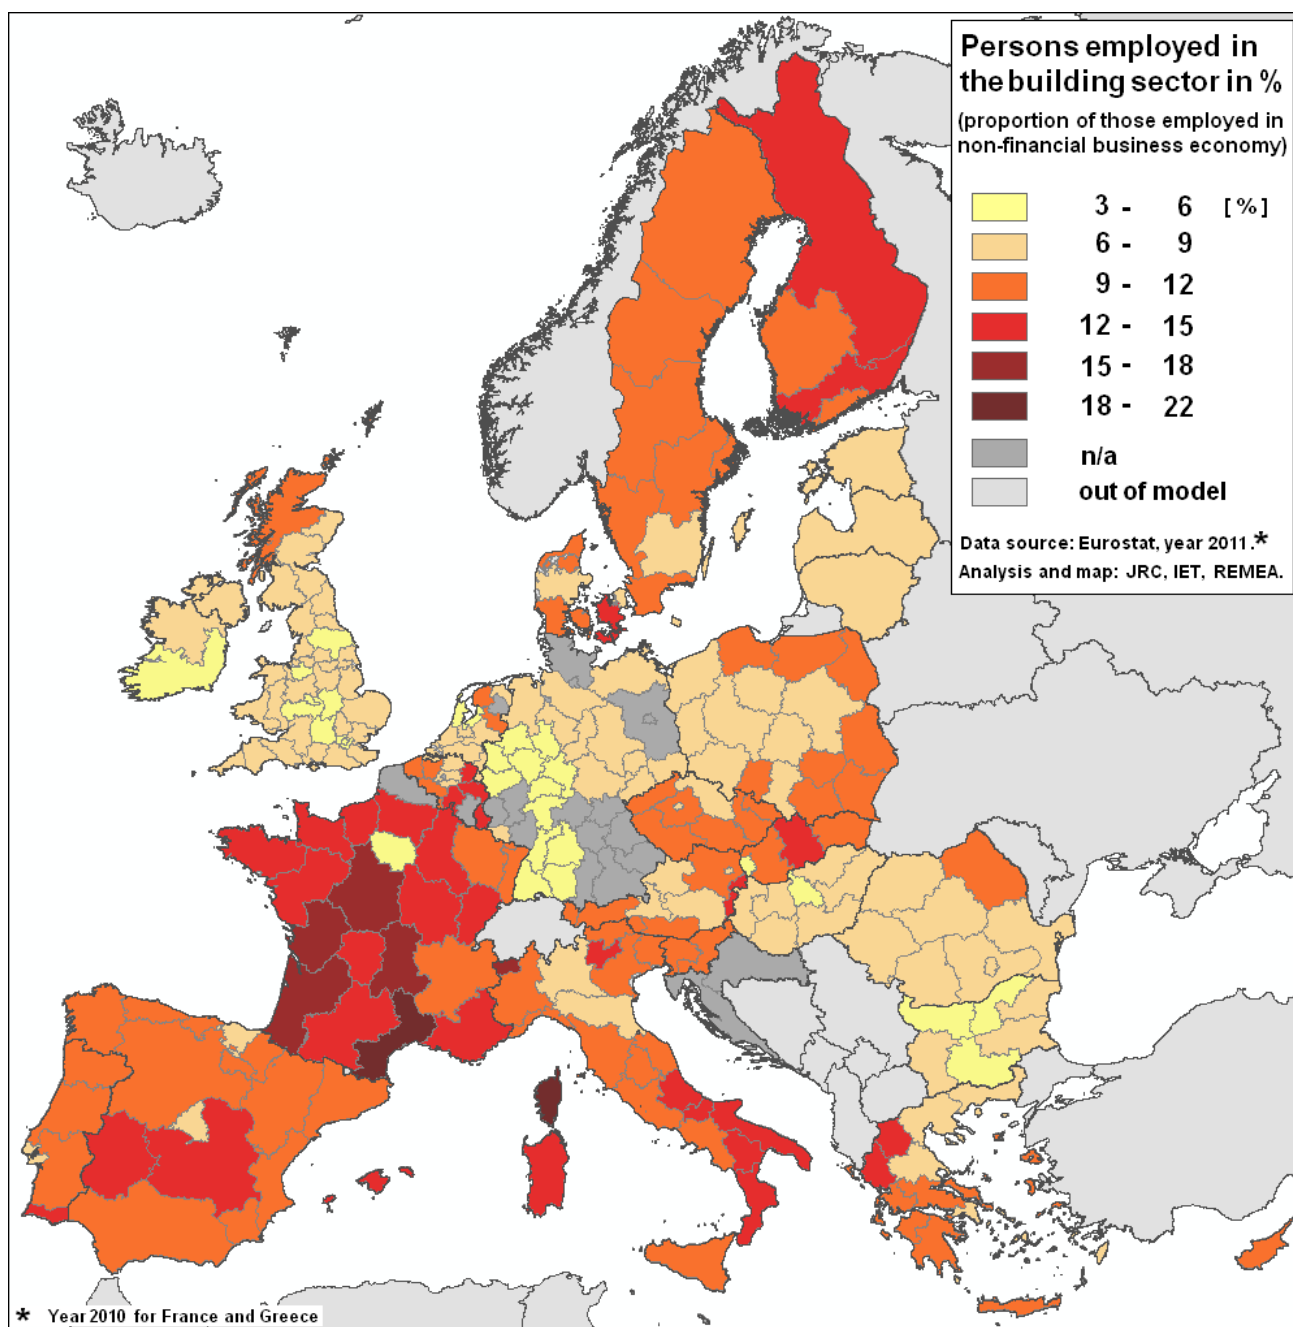 Persons employed in
the building sector in %
(proportion of those employed in
non-financial business economy)
3 - 6 [ % ]
6 - 9
9 - 12
12 - 15
15 - 18
18 - 22
n/a
out of model
Data source: Eurostat, year 2011.*
Analysis and map: JRC, IET, REMEA.
* Year 2010 for France and Greece